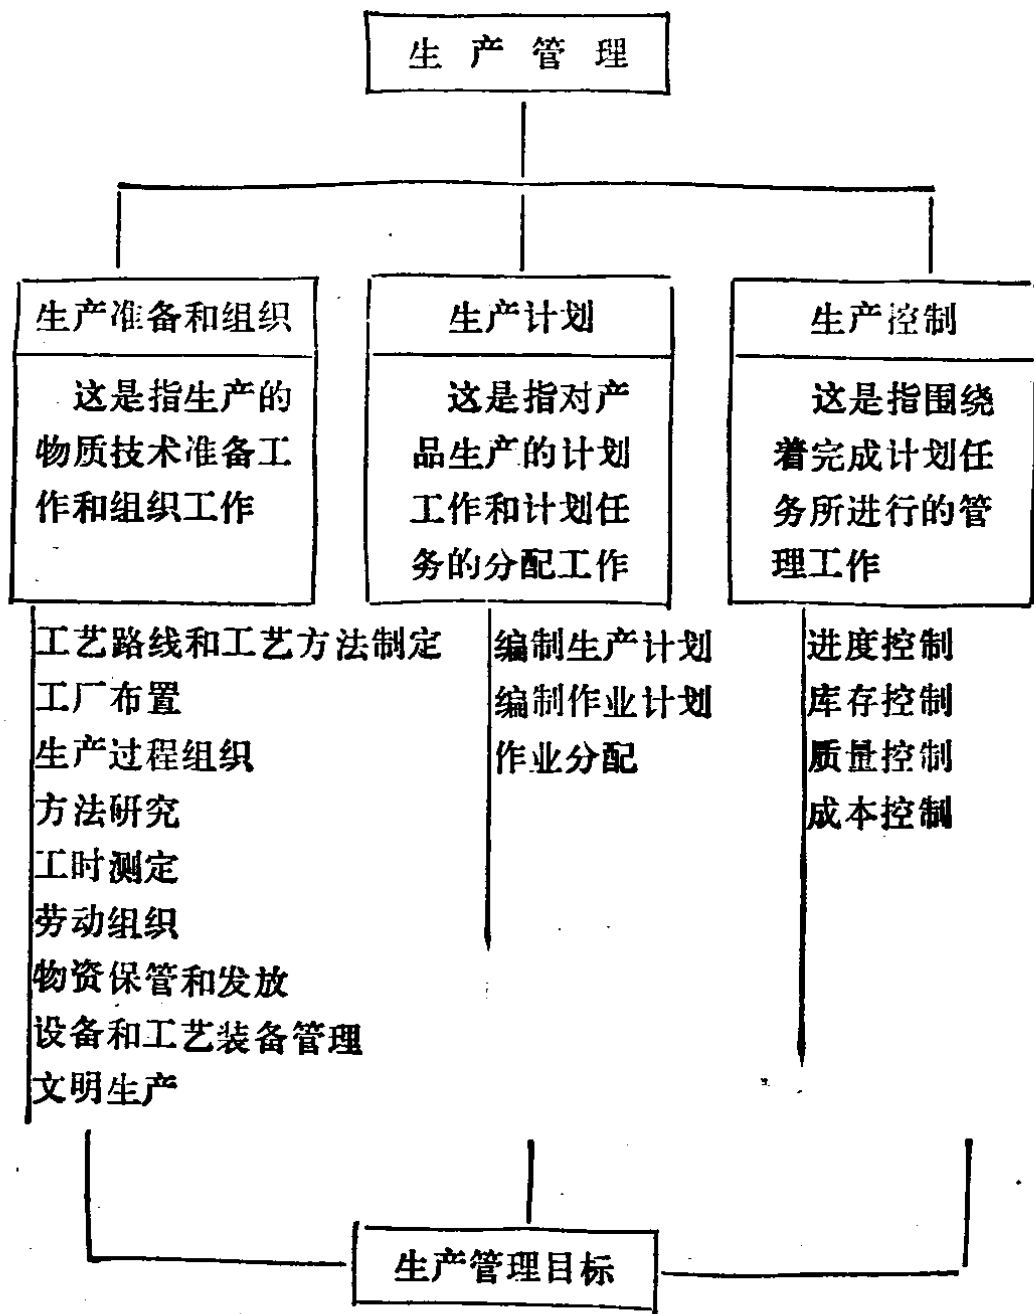 生产管理
生产准备和组织
这是指生产的
物质技术准备工
作和组织工作
工艺路线和工艺方法制定
工厂布置
生产过程组织
方法研究
工时测定
劳动组织
物资保管和发放
设备和工艺装备管理
文明生产
生产计划
这是指对产
品生产的计划
工作和计划任
务的分配工作
编制生产计划
编制作业计划
作业分配
生产控制
这是指围绕
着完成计划任
务所进行的管
理工作
进度控制
库存控制
质量控制
成本控制
生产管理目标